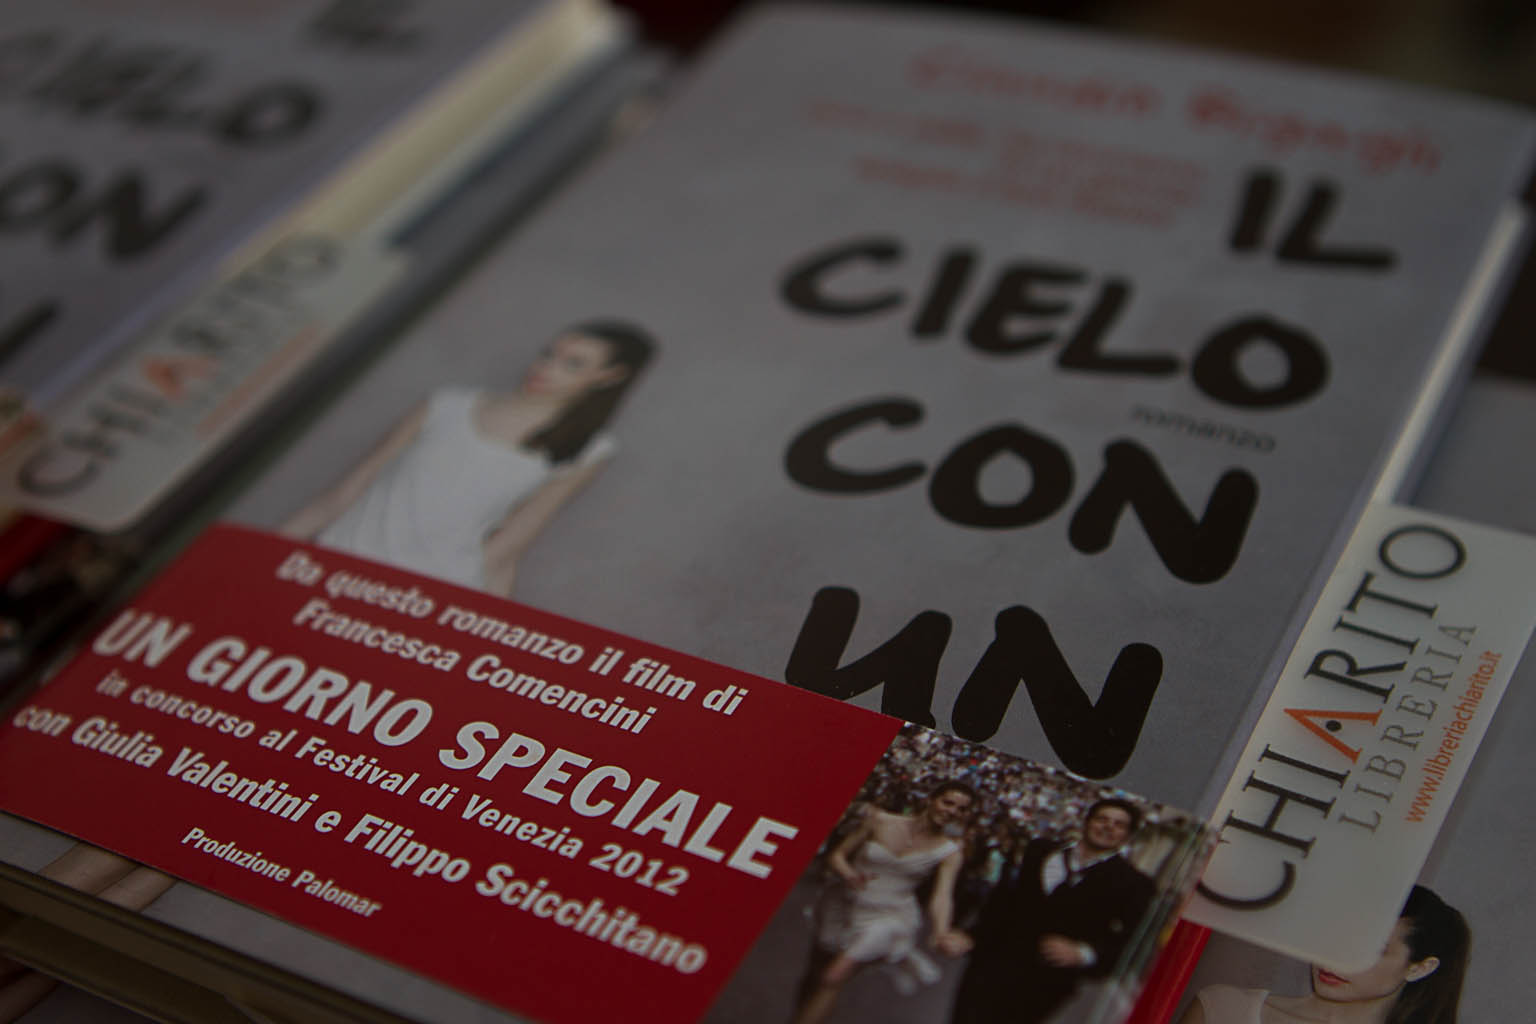 IL
CIELO
CON
CHIARITO
IL
CIELO
romanzo
CON
UN
Da questo romanzo il film di
Francesca Comencini
UN GIORNO SPECIALE
in concorso al Festival di Venezia 2012
con Giulia Valentini e Filippo Scicchitano
Produzione Palomar
CHIARITO
LIBRERIA
www.libreriachiarito.it